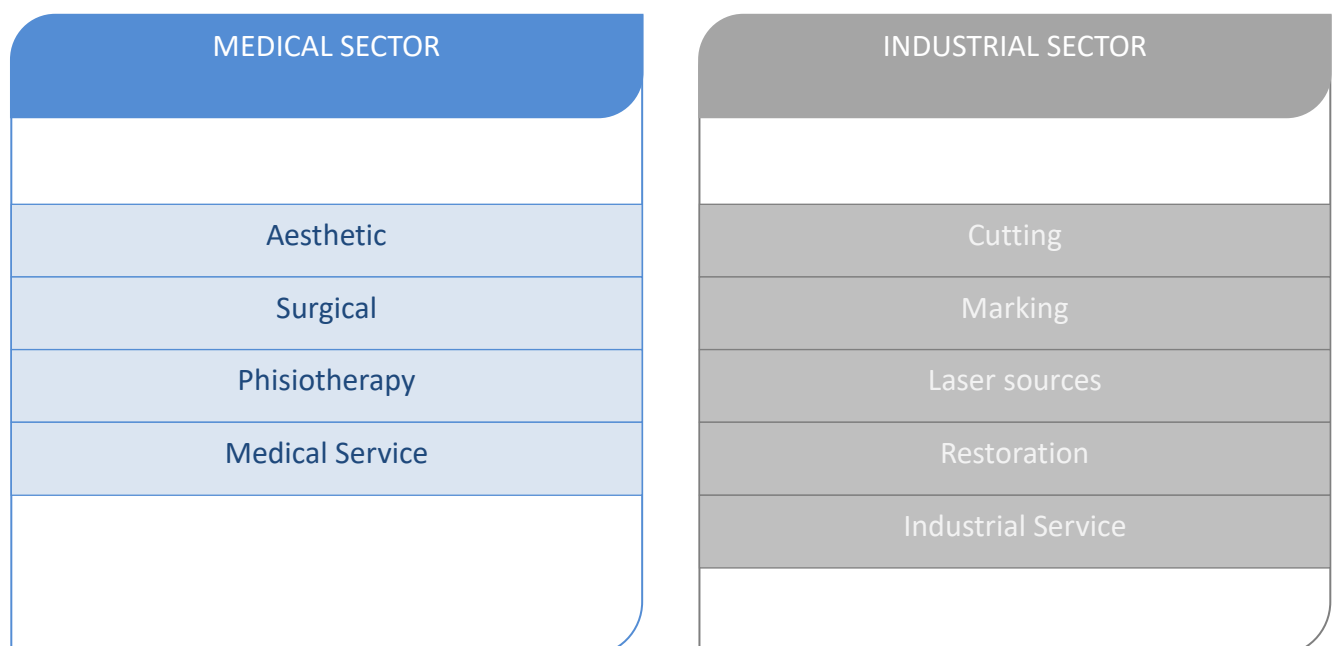 MEDICAL SECTOR
Aesthetic
Surgical
Phisiotherapy
Medical Service
INDUSTRIAL SECTOR
Cutting
Marking
Laser sources
Restoration
Industrial Service